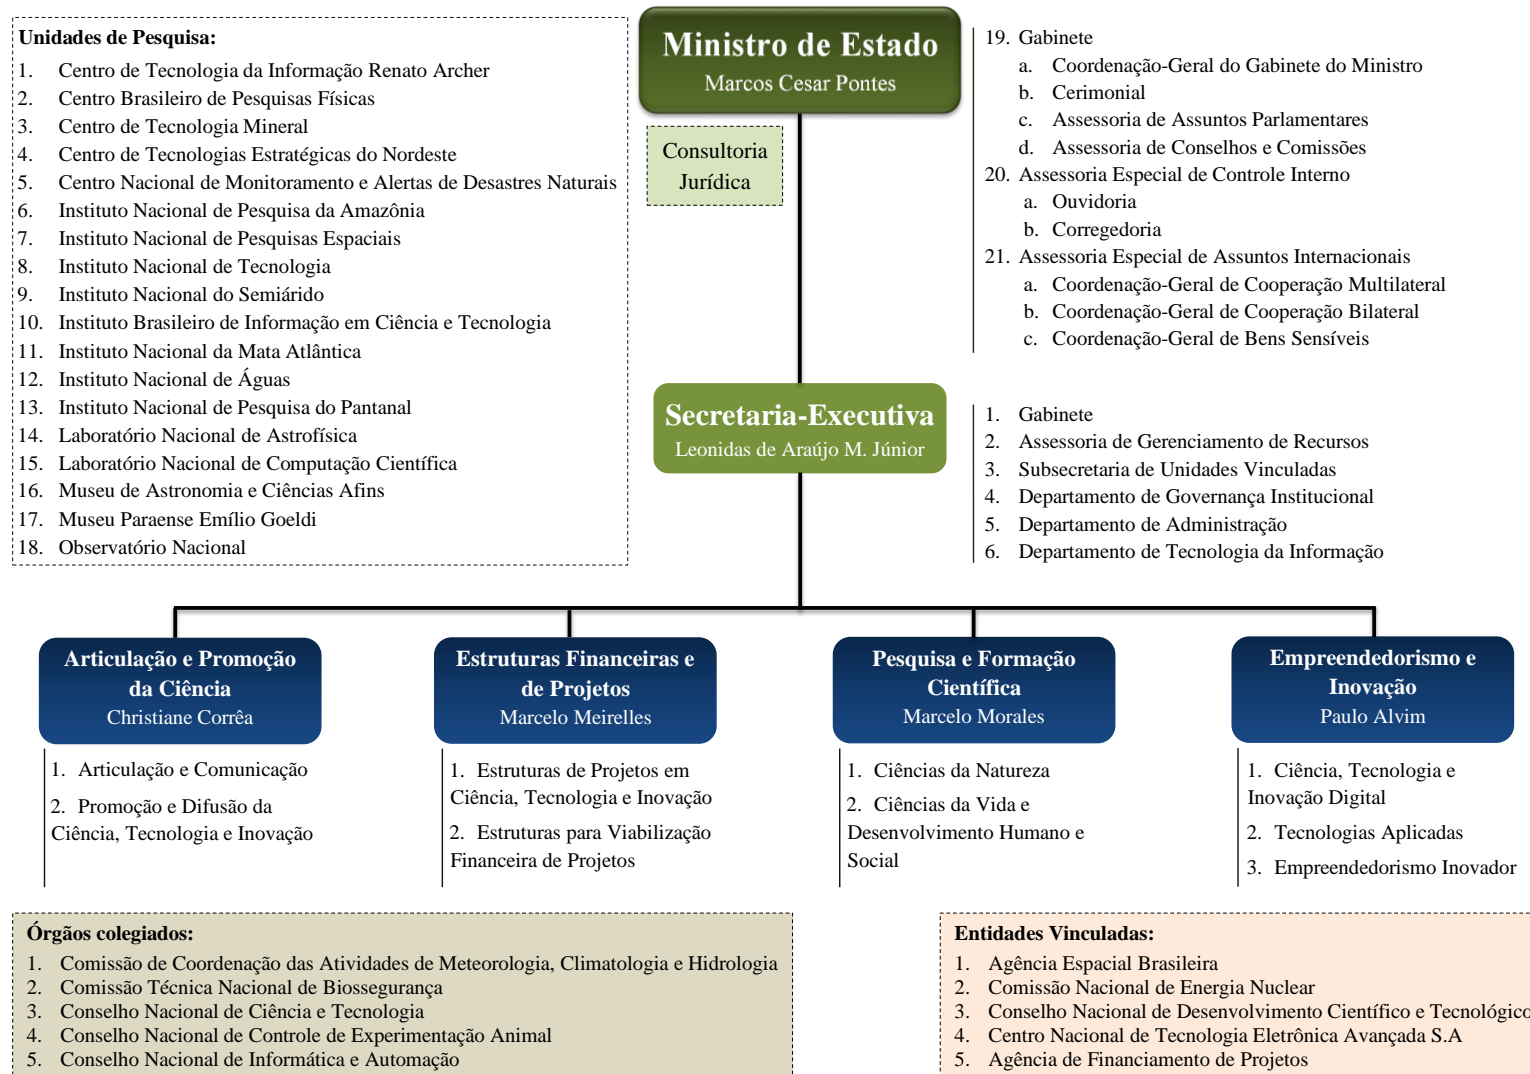 Unidades de Pesquisa:
1. Centro de Tecnologia da Informação Renato Archer
2. Centro Brasileiro de Pesquisas Físicas
3. Centro de Tecnologia Mineral
4. Centro de Tecnologias Estratégicas do Nordeste
5. Centro Nacional de Monitoramento e Alertas de Desastres Naturais
6. Instituto Nacional de Pesquisa da Amazônia
7. Instituto Nacional de Pesquisas Espaciais
8. Instituto Nacional de Tecnologia
9. Instituto Nacional do Semiárido
10. Instituto Brasileiro de Informação em Ciência e Tecnologia
11. Instituto Nacional da Mata Atlântica
12. Instituto Nacional de Águas
13. Instituto Nacional de Pesquisa do Pantanal
14. Laboratório Nacional de Astrofísica
15. Laboratório Nacional de Computação Científica
16. Museu de Astronomia e Ciências Afins
17. Museu Paraense Emílio Goeldi
18. Observatório Nacional
Ministro de Estado
Marcos Cesar Pontes
Consultoria
Jurídica
19. Gabinete
a. Coordenação-Geral do Gabinete do Ministro
b. Cerimonial
c. Assessoria de Assuntos Parlamentares
d. Assessoria de Conselhos e Comissões
20. Assessoria Especial de Controle Interno
a. Ouvidoria
b. Corregedoria
21. Assessoria Especial de Assuntos Internacionais
a. Coordenação-Geral de Cooperação Multilateral
b. Coordenação-Geral de Cooperação Bilateral
c. Coordenação-Geral de Bens Sensíveis
Secretaria-Executiva
Leonidas de Araújo M. Júnior
1. Gabinete
2. Assessoria de Gerenciamento de Recursos
3. Subsecretaria de Unidades Vinculadas
4. Departamento de Governança Institucional
5. Departamento de Administração
6. Departamento de Tecnologia da Informação
Articulação e Promoção
da Ciência
Christiane Corrêa
1. Articulação e Comunicação
2. Promoção e Difusão da
Ciência, Tecnologia e Inovação
Estruturas Financeiras e
de Projetos
Marcelo Meirelles
1. Estruturas de Projetos em
Ciência, Tecnologia e Inovação
2. Estruturas para Viabilização
Financeira de Projetos
Pesquisa e Formação
Científica
Marcelo Morales
1. Ciências da Natureza
2. Ciências da Vida e
Desenvolvimento Humano e
Social
Empreendedorismo e
Inovação
Paulo Alvim
1. Ciência, Tecnologia e
Inovação Digital
2. Tecnologias Aplicadas
3. Empreendedorismo Inovador
Órgãos colegiados:
1. Comissão de Coordenação das Atividades de Meteorologia, Climatologia e Hidrologia
2. Comissão Técnica Nacional de Biossegurança
3. Conselho Nacional de Ciência e Tecnologia
4. Conselho Nacional de Controle de Experimentação Animal
5. Conselho Nacional de Informática e Automação
Entidades Vinculadas:
1. Agência Espacial Brasileira
2. Comissão Nacional de Energia Nuclear
3. Conselho Nacional de Desenvolvimento Científico e Tecnológico
4. Centro Nacional de Tecnologia Eletrônica Avançada S.A
5. Agência de Financiamento de Projetos